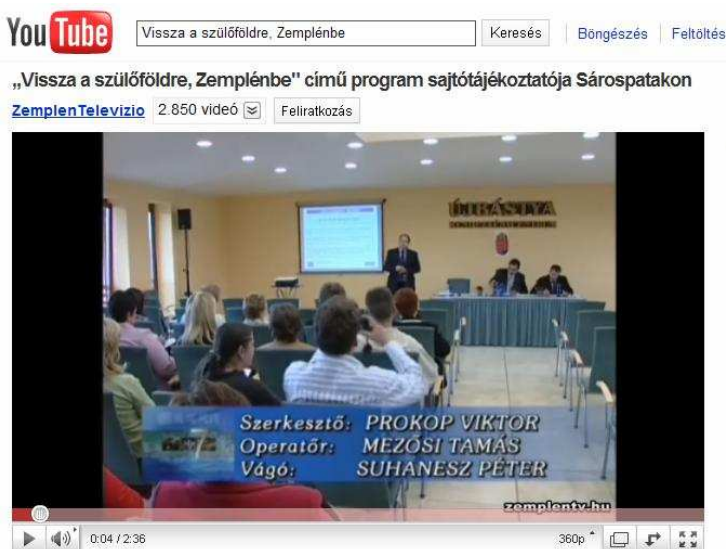 You Tube
Vissza a szülőföldre, Zemplénbe
Keresés
Böngészés
Feltöltés
„Vissza a szülőföldre, Zemplénbe" című program sajtótájékoztatója Sárospatakon
ZemplenTelevizio
2.850 videó
Feliratkozás
ÚJBÁSTYA
Szerkesztő: PROKOP VIKTOR
Operatőr: MEZŐSI TAMÁS
Vágó: SUHANESZ PÉTER
zemplentv.hu
0:04 / 2:36
360p